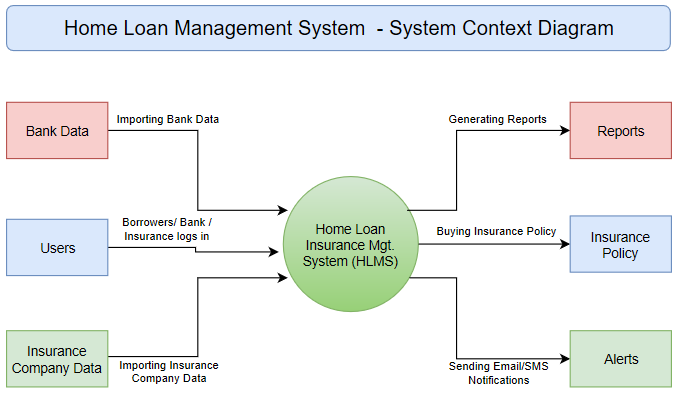 Home Loan Management System - System Context Diagram
Importing Bank Data
Generating Reports
Bank Data
Reports
Borrowers/ Bank /
Insurance logs in
Users
Home Loan
Insurance Mgt.
System (HLMS)
Buying Insurance Policy
Insurance
Policy
Insurance
Company Data
Importing Insurance
Company Data
Sending Email/SMS
Notifications
Alerts